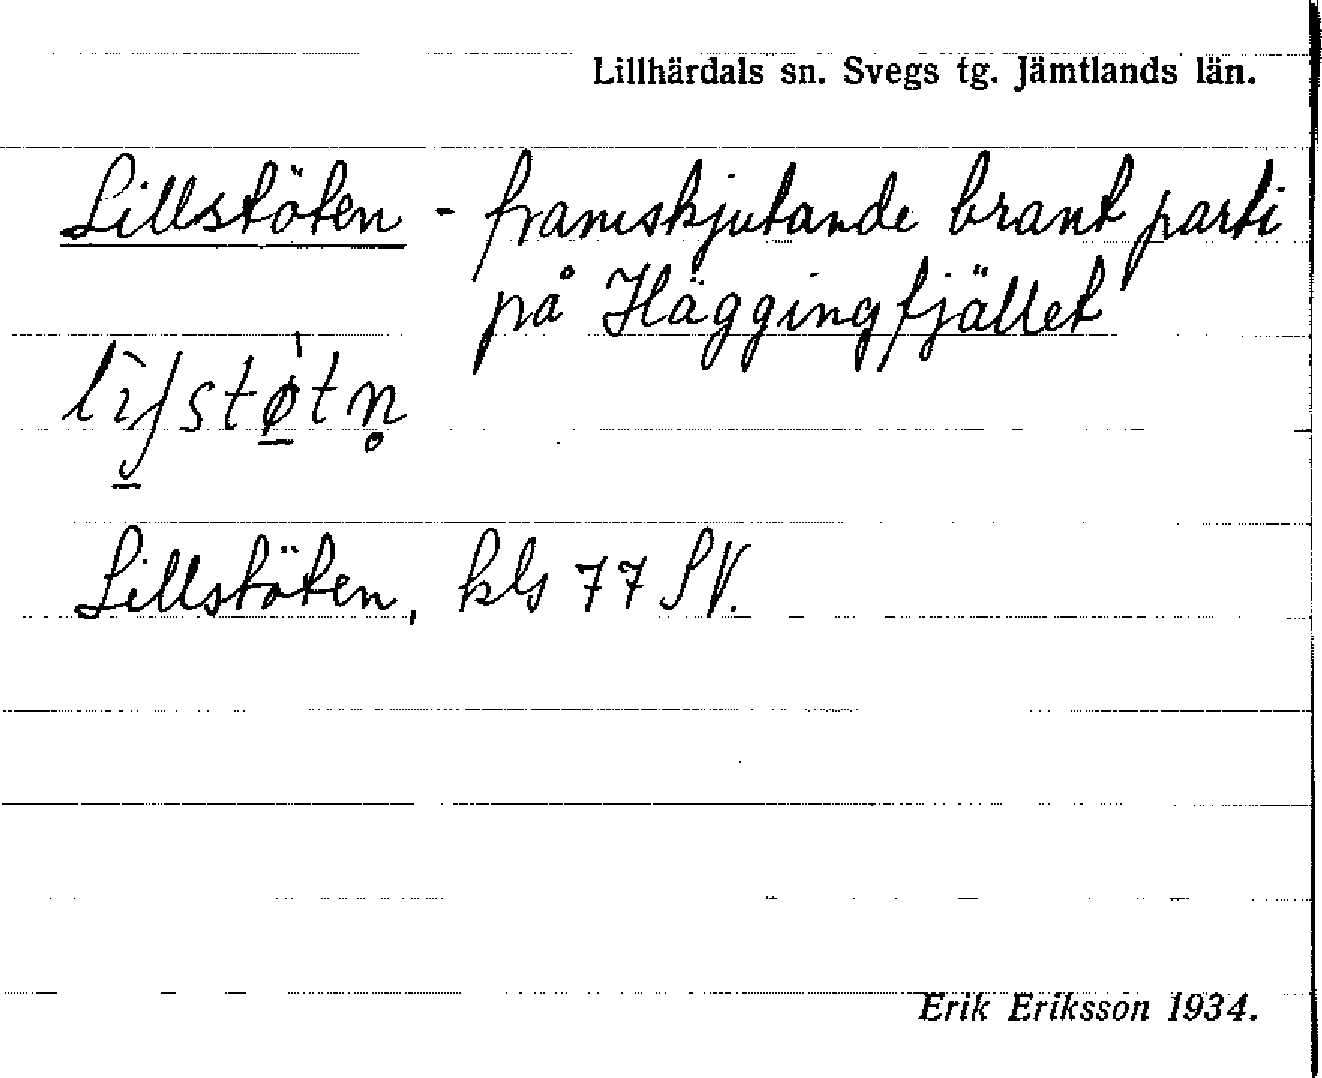 Lillhärdals sn. Svegs tg. Jämtlands län.
Lillstöten - framskjutande brant parti
på Häggingfjället
Lillstöten, kls 77 SV.
Erik Eriksson 1934.